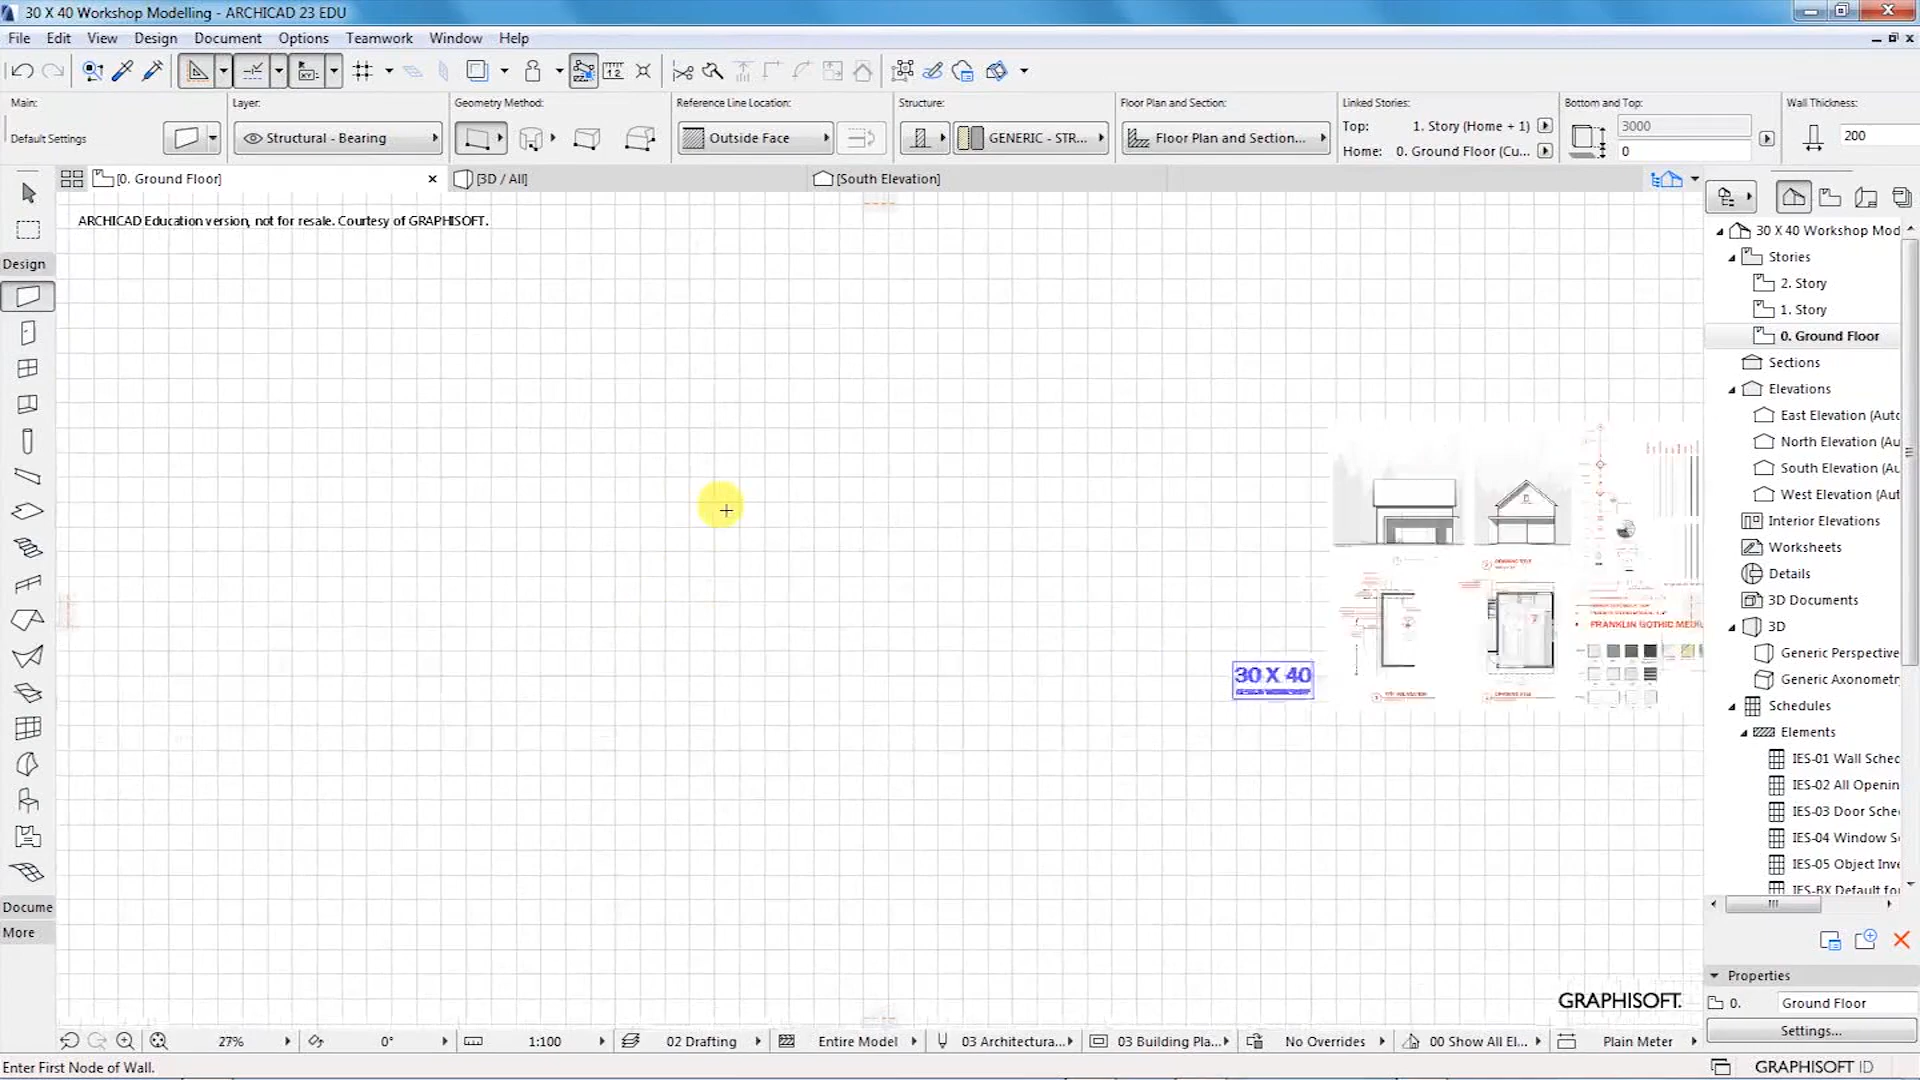 30 X 40 Workshop Modelling - ARCHICAD 23 EDU
File Edit View Design Document Options Teamwork Window Help
Main: Layer: Geometry Method: Reference Line Location: Structure: Floor Plan and Section: Linked Stories: Bottom and Top: Wall Thickness:
Default Settings Structural - Bearing Outside Face GENERIC - STR... Floor Plan and Section...
Top: 1. Story (Home + 1) 3000
Home: 0. Ground Floor (Cu... 0
200
[0. Ground Floor] [3D / All] [South Elevation]
ARCHICAD Education version, not for resale. Courtesy of GRAPHISOFT.
Design
Docume
More
30 X 40
DESIGN WORKSHOP
GRAPHISOFT.
30 X 40 Workshop Mod
Stories
2. Story
1. Story
0. Ground Floor
Sections
Elevations
East Elevation (Auto
North Elevation (Au
South Elevation (Au
West Elevation (Aut
Interior Elevations
Worksheets
Details
3D Documents
3D
Generic Perspective
Generic Axonometr
Schedules
Elements
IES-01 Wall Sched
IES-02 All Openin
IES-03 Door Sche
IES-04 Window S
IES-05 Object Inve
IES-BX Default fo
Properties
0. Ground Floor
Settings...
27% 0° 1:100 02 Drafting Entire Model 03 Architectura... 03 Building Pla... No Overrides 00 Show All El... Plain Meter
Enter First Node of Wall.
GRAPHISOFT ID